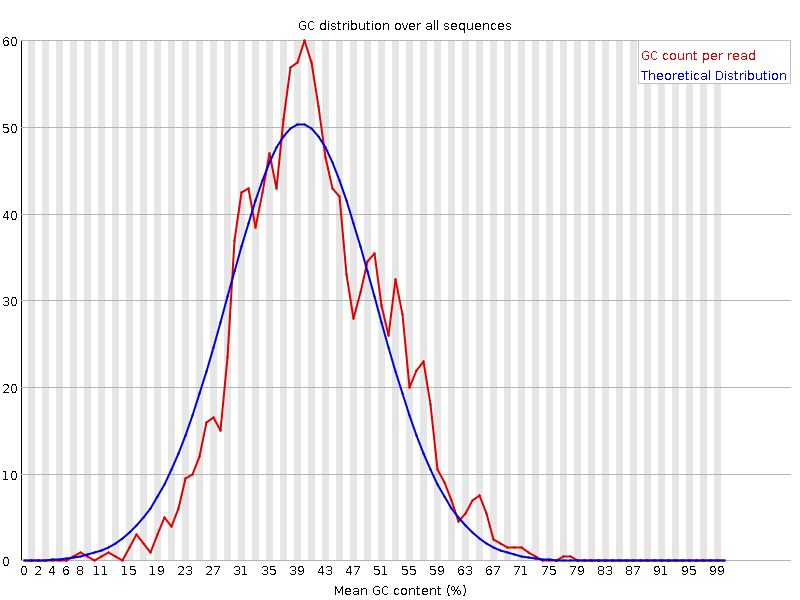 GC distribution over all sequences
GC count per read
Theoretical Distribution
60
50
40
30
20
10
0
0 2 4 6 8 11 15 19 23 27 31 35 39 43 47 51 55 59 63 67 71 75 79 83 87 91 95 99
Mean GC content (%)